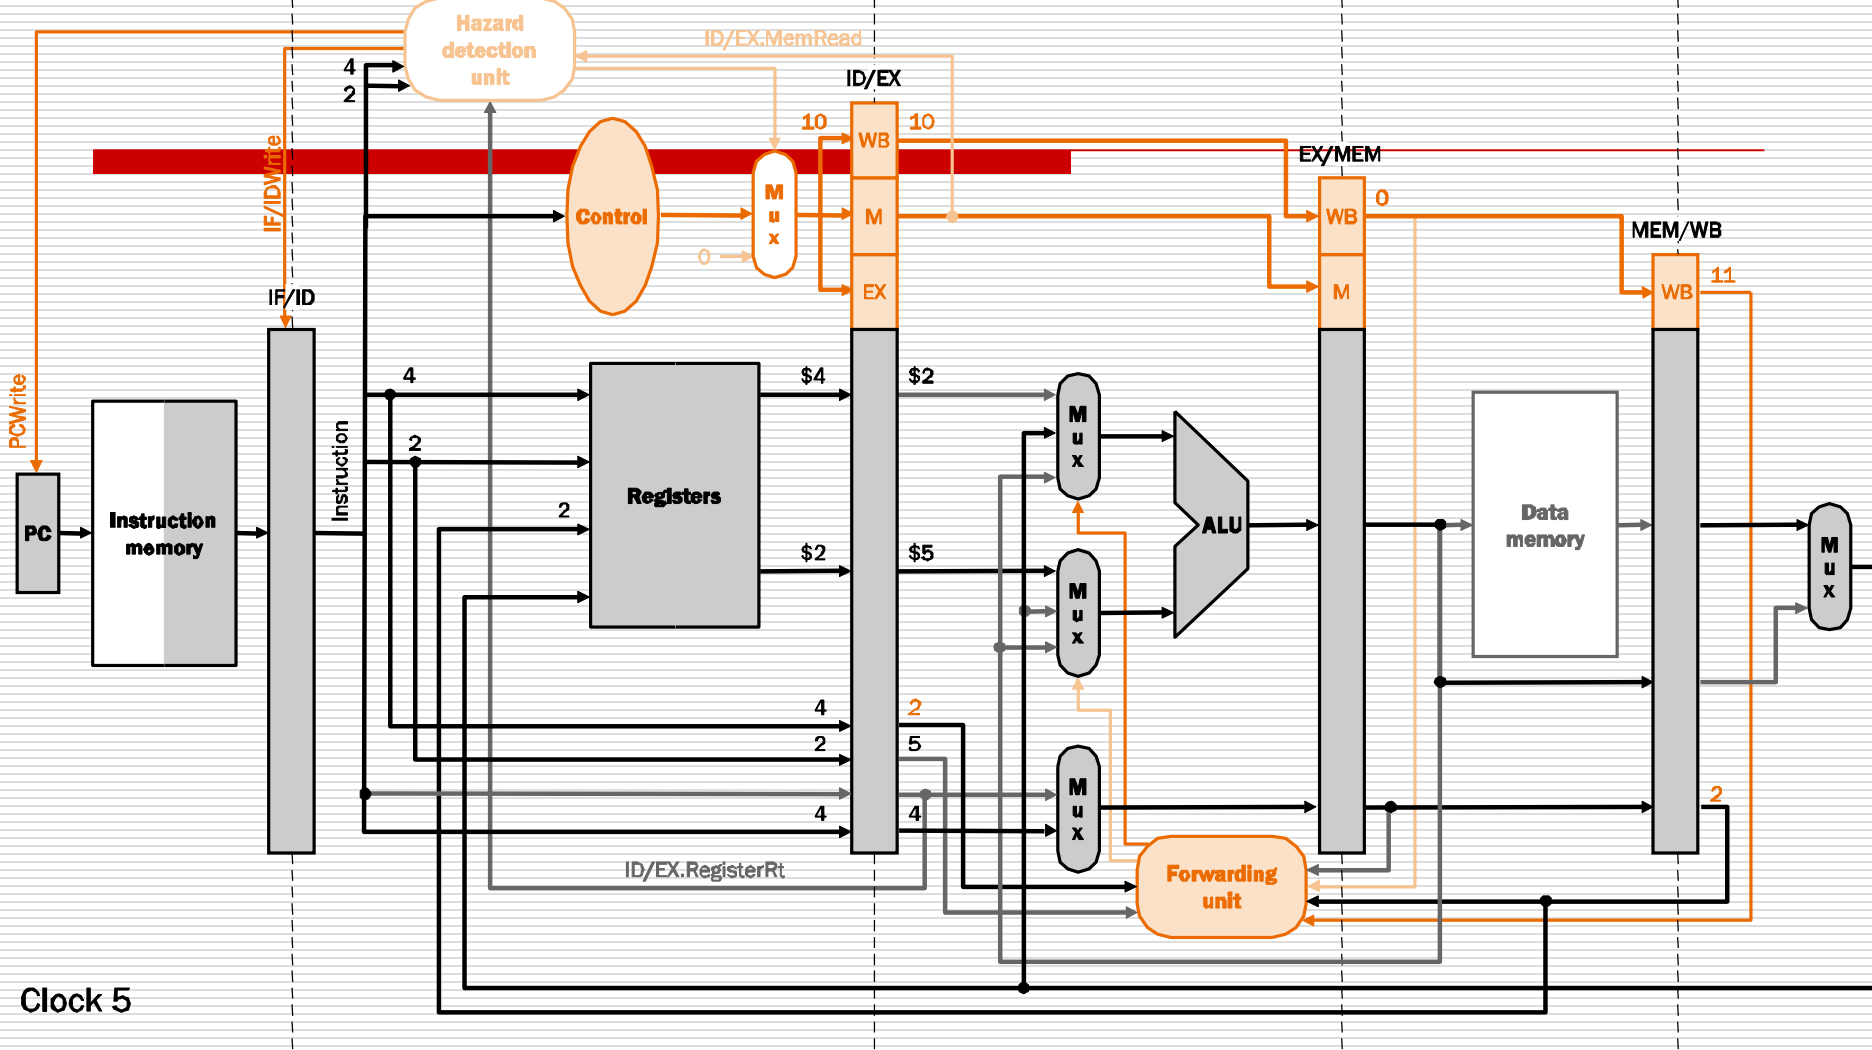 Hazard
detection
unit
ID/EX.MemRead
4
2
ID/EX
10
WB
10
IF/IDWrite
EX/MEM
Control
M
u
x
M
WB
0
MEM/WB
0
EX
M
WB
11
IF/ID
PCWrite
4
$4
$2
M
u
x
Instruction
2
Registers
2
PC
Instruction
memory
ALU
Data
memory
M
u
x
$2
$5
M
u
x
4
2
2
5
M
u
x
4
4
2
ID/EX.RegisterRt
Forwarding
unit
Clock 5